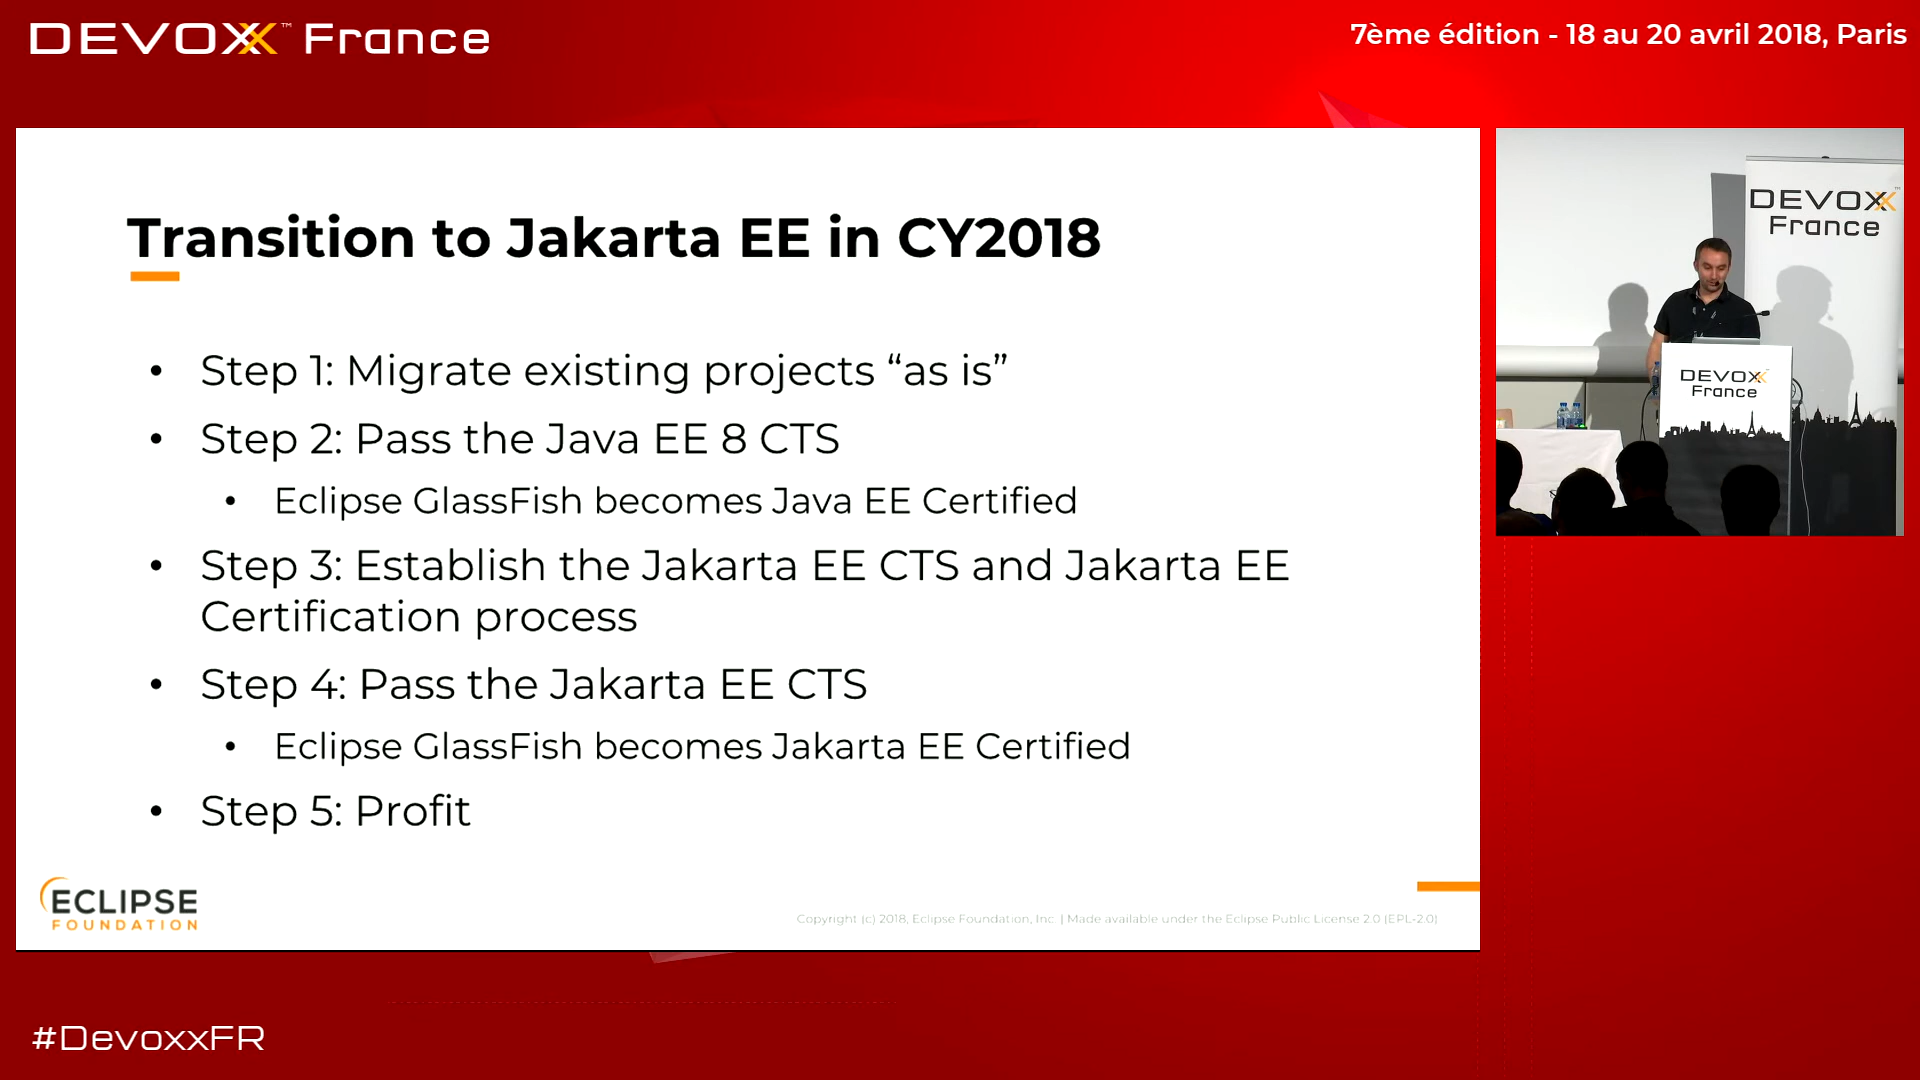 DEVOXX™ France
7ème édition - 18 au 20 avril 2018, Paris
Transition to Jakarta EE in CY2018
• Step 1: Migrate existing projects “as is”
• Step 2: Pass the Java EE 8 CTS
• Eclipse GlassFish becomes Java EE Certified
• Step 3: Establish the Jakarta EE CTS and Jakarta EE
Certification process
• Step 4: Pass the Jakarta EE CTS
• Eclipse GlassFish becomes Jakarta EE Certified
• Step 5: Profit
ECLIPSE
FOUNDATION
Copyright (c) 2018, Eclipse Foundation, Inc. | Made available under the Eclipse Public License 2.0 (EPL-2.0)
DEVOXX™
France
DEVOXX
France
#DevoxxFR